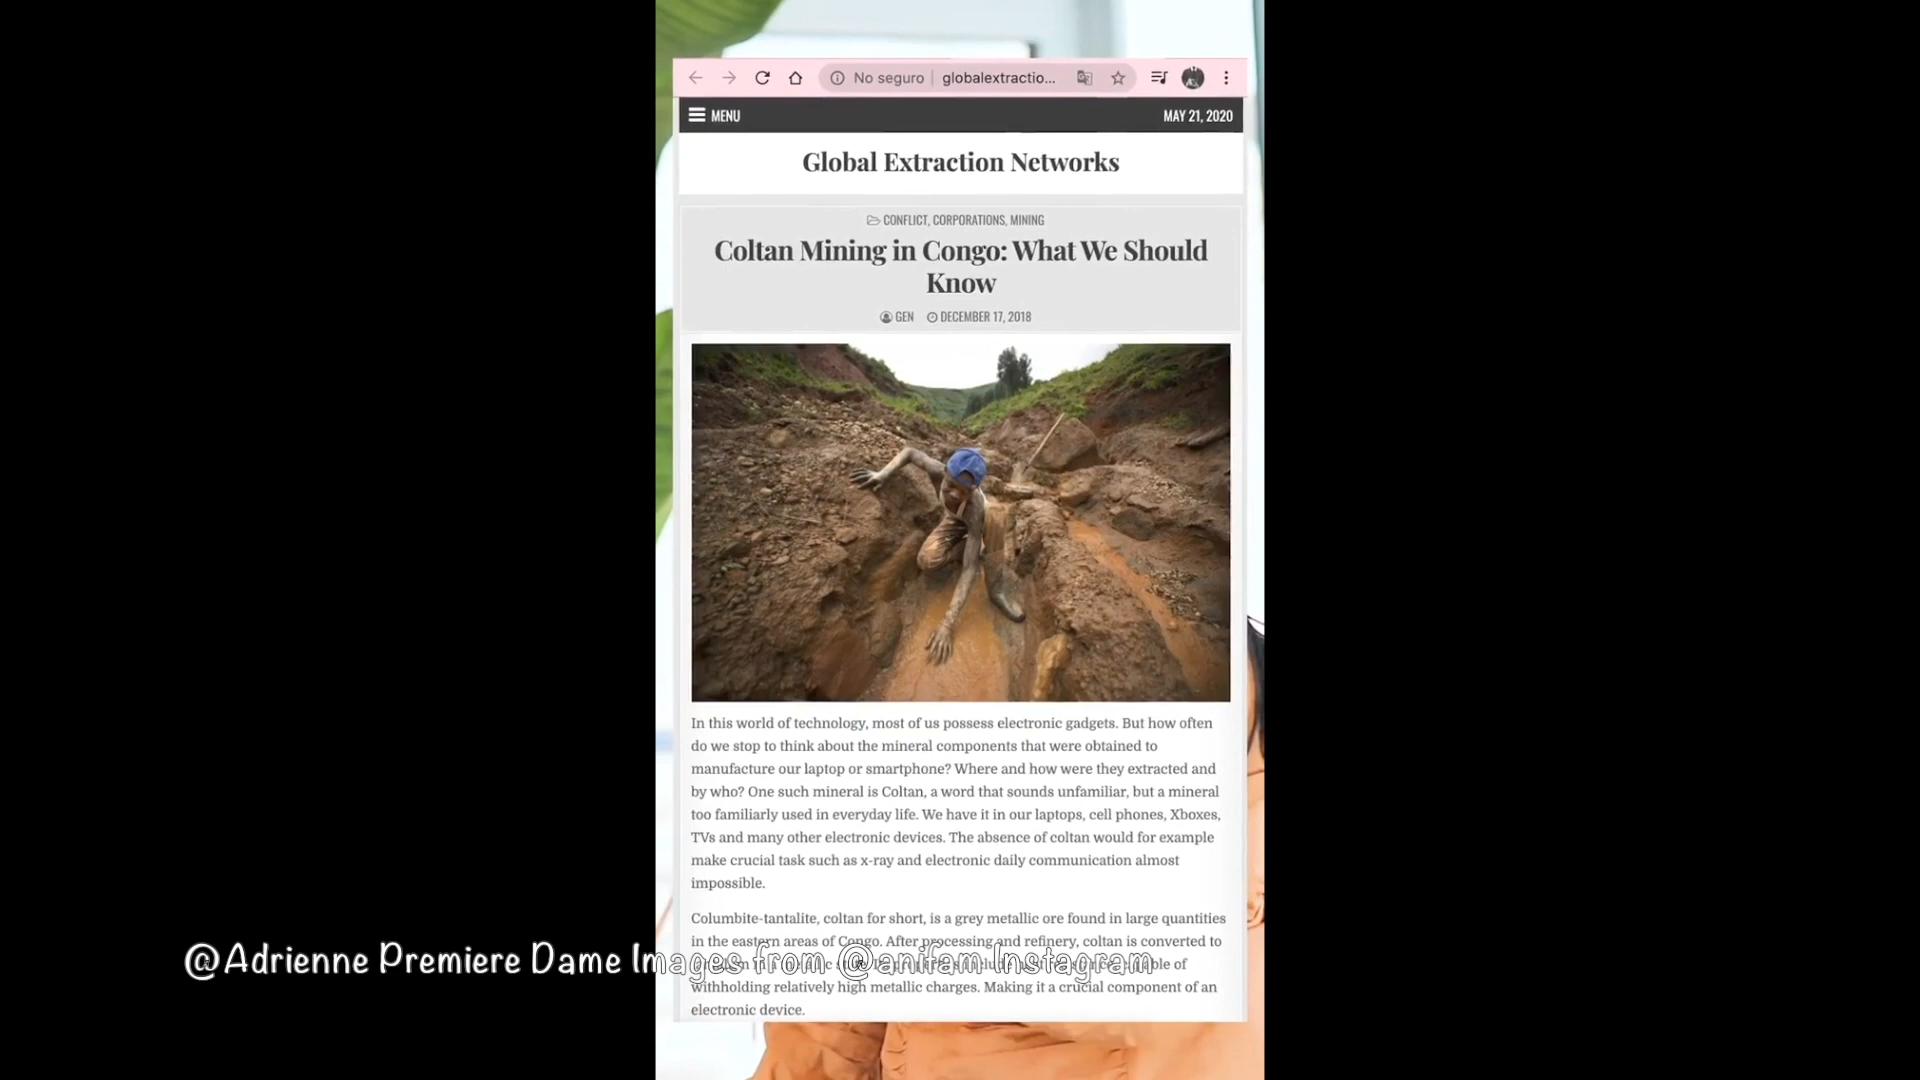 No seguro
globalextractio...
MENU
MAY 21, 2020
Global Extraction Networks
CONFLICT, CORPORATIONS, MINING
Coltan Mining in Congo: What We Should
Know
GEN DECEMBER 17, 2018
In this world of technology, most of us possess electronic gadgets. But how often
do we stop to think about the mineral components that were obtained to
manufacture our laptop or smartphone? Where and how were they extracted and
by who? One such mineral is Coltan, a word that sounds unfamiliar, but a mineral
too familiarly used in everyday life. We have it in our laptops, cell phones, Xboxes,
TVs and many other electronic devices. The absence of coltan would for example
make crucial task such as x-ray and electronic daily communication almost
impossible.
Columbite-tantalite, coltan for short, is a grey metallic ore found in large quantities
in the eastern areas of Congo. After processing and refinery, coltan is converted to
of
withholding relatively high metallic charges. Making it a crucial component of an
electronic device.
@Adrienne Premiere Dame Images from @anifam Instagram